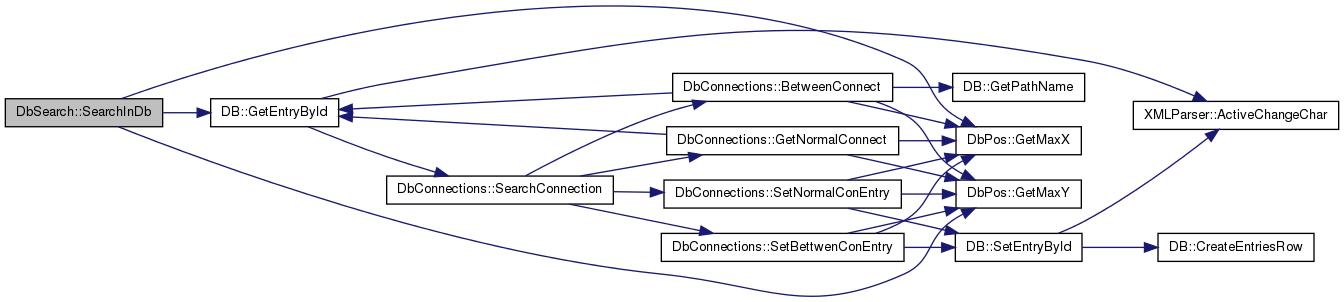 DbSearch::SearchInDb
DB::GetEntryById
DbConnections::SearchConnection
DbConnections::BetweenConnect
DbConnections::GetNormalConnect
DbConnections::SetNormalConEntry
DbConnections::SetBettwenConEntry
DB::GetPathName
DbPos::GetMaxX
DbPos::GetMaxY
DB::SetEntryById
XMLParser::ActiveChangeChar
DB::CreateEntriesRow